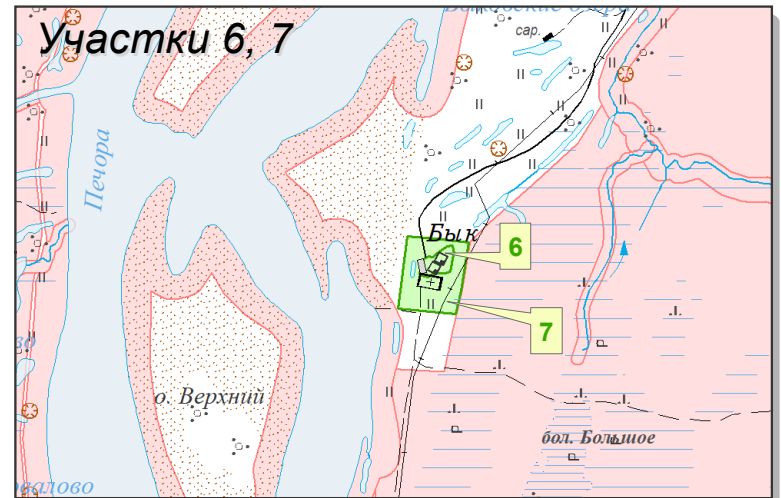 Участки 6, 7
сар.
Печора
Бык
6
7
о. Верхний
бол. Большое